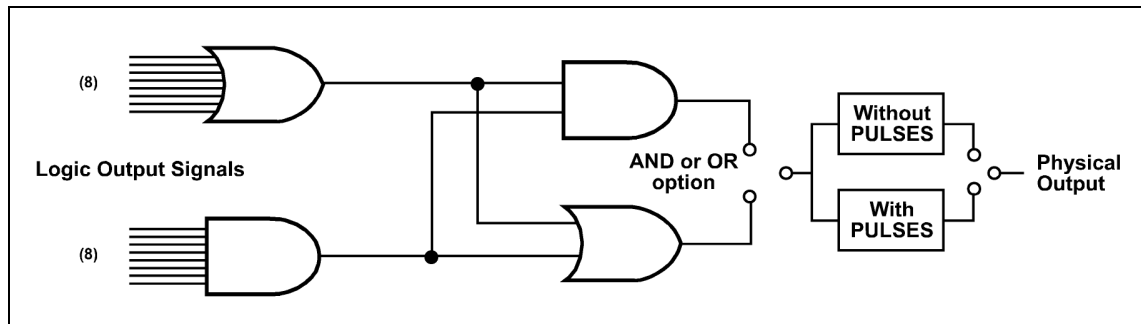 (8)
Logic Output Signals
(8)
AND or OR
option
Without
PULSES
With
PULSES
Physical
Output